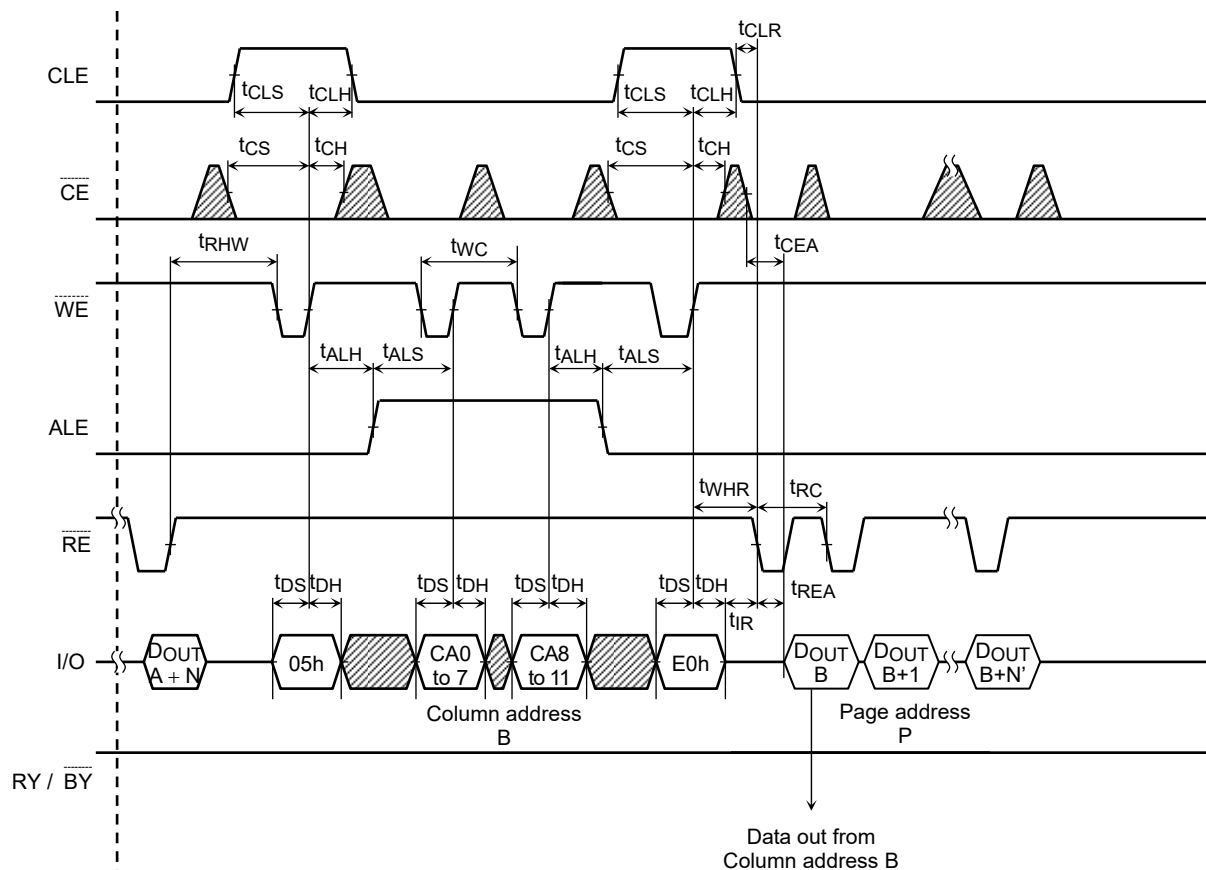 tCLR
CLE
tCLS
tCLH
tCLS
tCLH
tCS
tCH
tCS
tCH
CE
tCEA
tRHW
tWC
WE
tALH
tALS
tALH
tALS
ALE
tWHR
tRC
RE
tDS
tDH
tDS
tDH
tDS
tDH
tDS
tDH
tREA
tIR
I/O
DOUT
A + N
05h
CA0
to 7
CA8
to 11
E0h
DOUT
B
DOUT
B+1
DOUT
B+N’
Column address
B
Page address
P
RY / BY
Data out from
Column address B